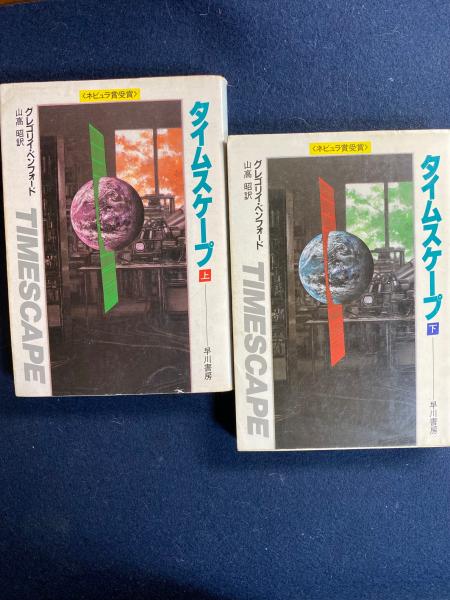 〈ネビュラ賞受賞〉
タイムスケープ
上
グレゴリイ・ベンフォード
山高 昭訳
TIMESCAPE
早川書房
〈ネビュラ賞受賞〉
タイムスケープ
下
グレゴリイ・ベンフォード
山高 昭訳
TIMESCAPE
早川書房